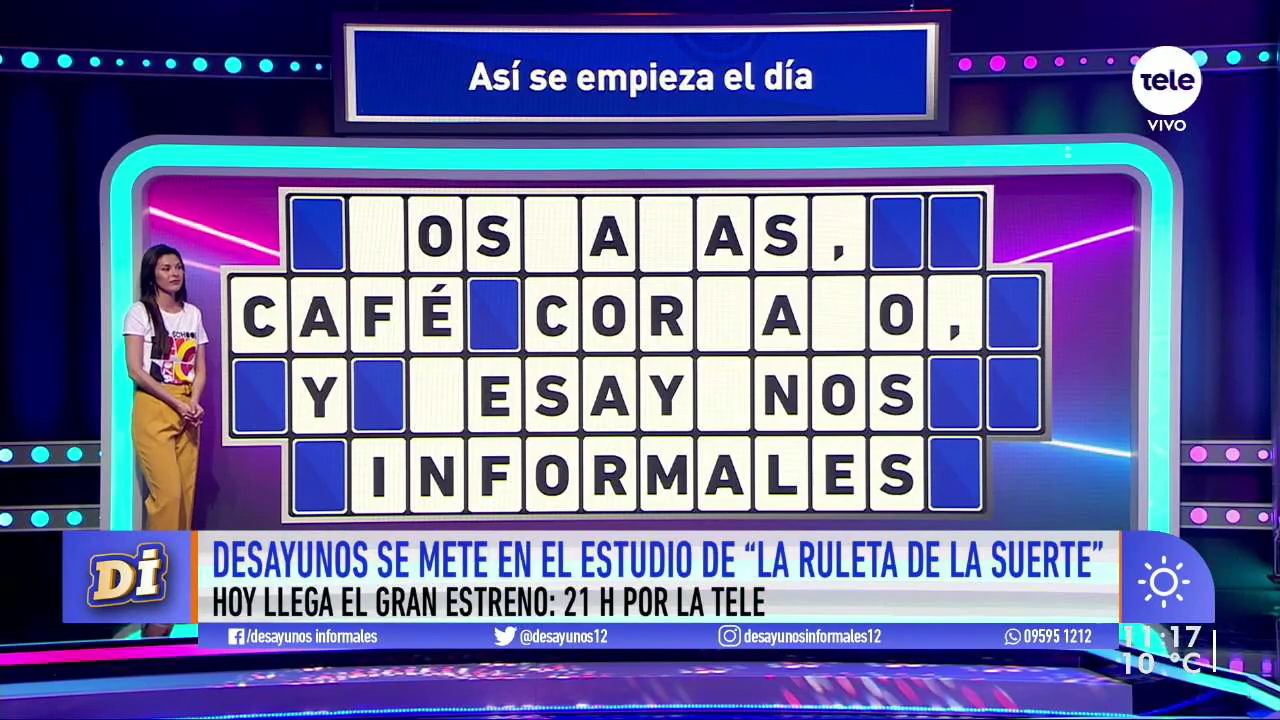 Así se empieza el día
tele
VIVO
OS A AS,
CAFÉ COR A O,
Y ESAY NOS
INFORMALES
Di
DESAYUNOS SE METE EN EL ESTUDIO DE “LA RULETA DE LA SUERTE”
HOY LLEGA EL GRAN ESTRENO: 21 H POR LA TELE
/desayunos informales @desayunos12 desayunosinformales12 09595 1212
11:17
10 °C